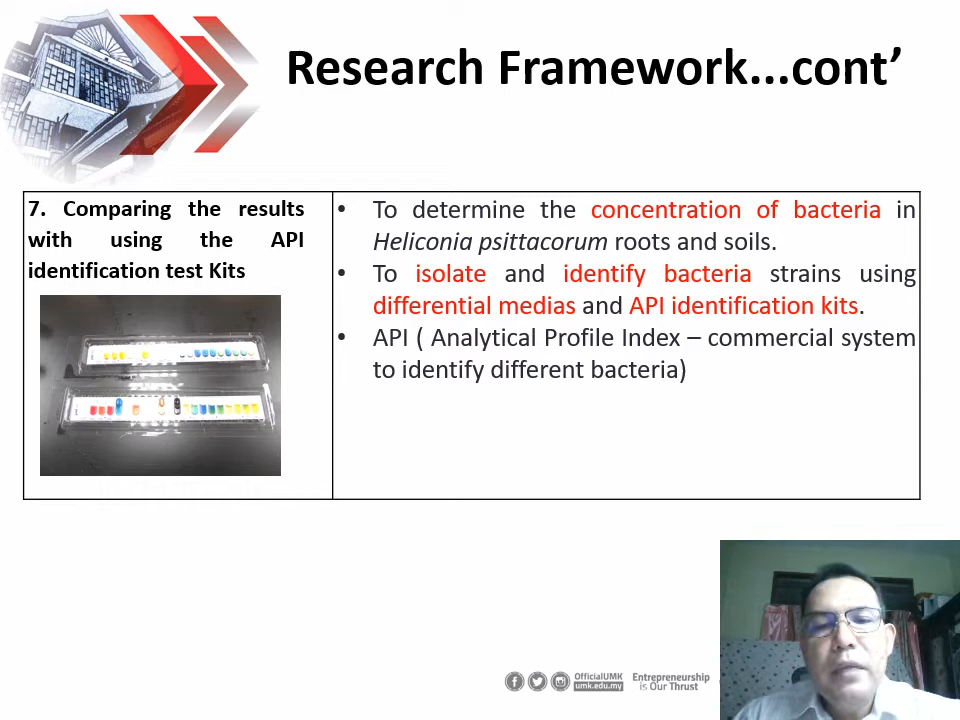 Research Framework...cont’
7. Comparing the results
with using the API
identification test Kits
• To determine the concentration of bacteria in
Heliconia psittacorum roots and soils.
• To isolate and identify bacteria strains using
differential medias and API identification kits.
• API ( Analytical Profile Index – commercial system
to identify different bacteria)
OfficialUMK
umk.edu.my
Entrepreneurship
is Our Thrust